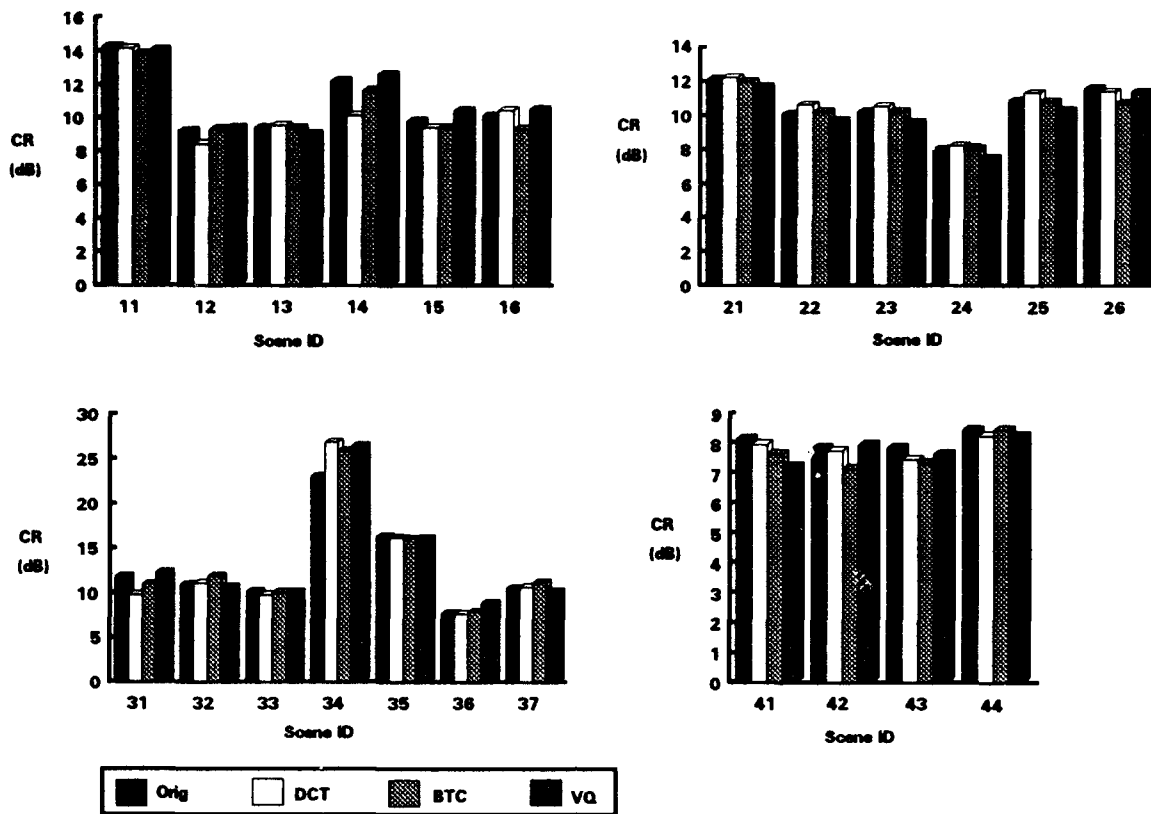 16
14
12
10
8
6
4
2
0
CR
(dB)
11 12 13 14 15 16
Scene ID
14
12
10
8
6
4
2
0
CR
(dB)
21 22 23 24 25 26
Scene ID
30
25
20
15
10
5
0
CR
(dB)
31 32 33 34 35 36 37
Scene ID
9
8
7
6
5
4
3
2
1
0
CR
(dB)
41 42 43 44
Scene ID
Orig DCT BTC VQ